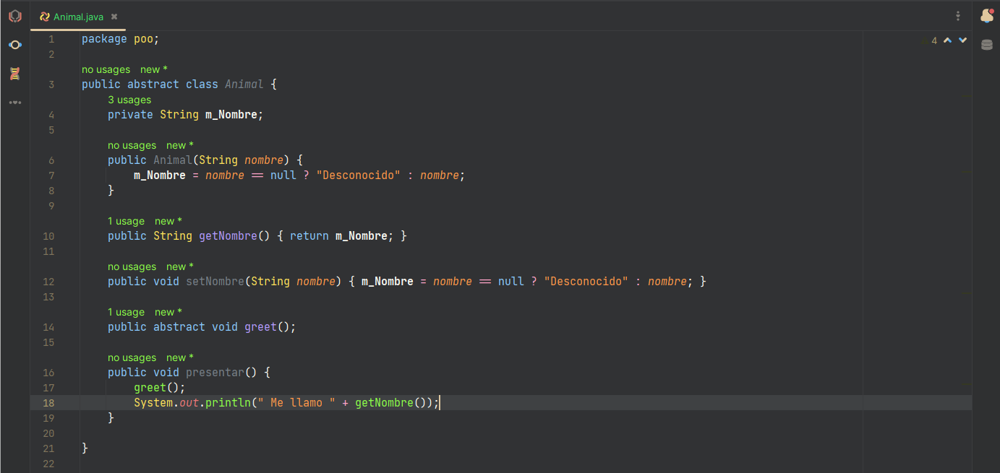 Animal.java
4
1 package poo;
2
no usages new *
3 public abstract class Animal {
3 usages
4 private String m_Nombre;
5
no usages new *
6 public Animal(String nombre) {
7 m_Nombre = nombre == null ? "Desconocido" : nombre;
8 }
9
1 usage new *
10 public String getNombre() { return m_Nombre; }
11
no usages new *
12 public void setNombre(String nombre) { m_Nombre = nombre == null ? "Desconocido" : nombre; }
13
1 usage new *
14 public abstract void greet();
15
no usages new *
16 public void presentar() {
17 greet();
18 System.out.println(" Me llamo " + getNombre());
19 }
20
21 }
22